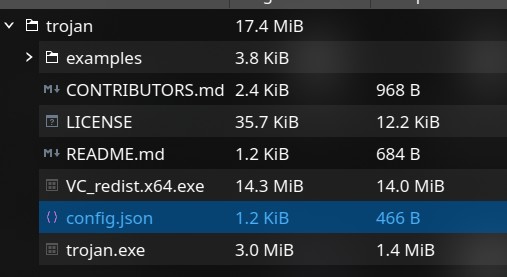 trojan 17.4 MiB
examples 3.8 KiB
CONTRIBUTORS.md 2.4 KiB 968 B
LICENSE 35.7 KiB 12.2 KiB
README.md 1.2 KiB 684 B
VC_redist.x64.exe 14.3 MiB 14.0 MiB
config.json 1.2 KiB 466 B
trojan.exe 3.0 MiB 1.4 MiB